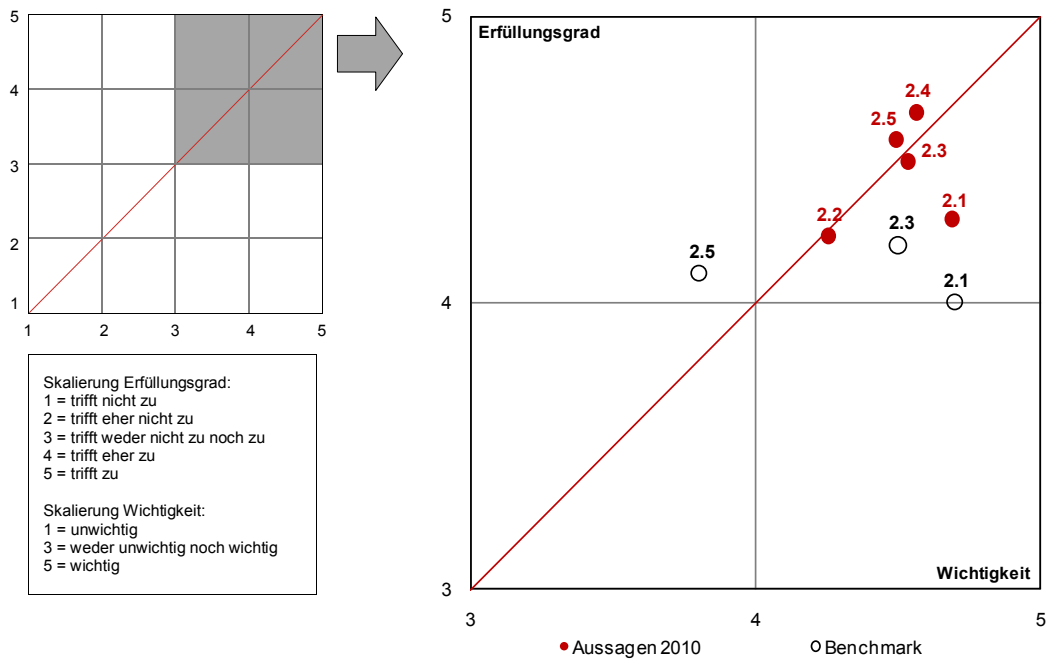 5
4
3
2
1
1 2 3 4 5
Skalierung Erfüllungsgrad:
1 = trifft nicht zu
2 = trifft eher nicht zu
3 = trifft weder nicht zu noch zu
4 = trifft eher zu
5 = trifft zu
Skalierung Wichtigkeit:
1 = unwichtig
3 = weder unwichtig noch wichtig
5 = wichtig
5
Erfüllungsgrad
2.4
2.5
2.3
2.1
2.2
2.3
2.5
2.1
4
Wichtigkeit
3
3 4 5
Aussagen 2010 Benchmark